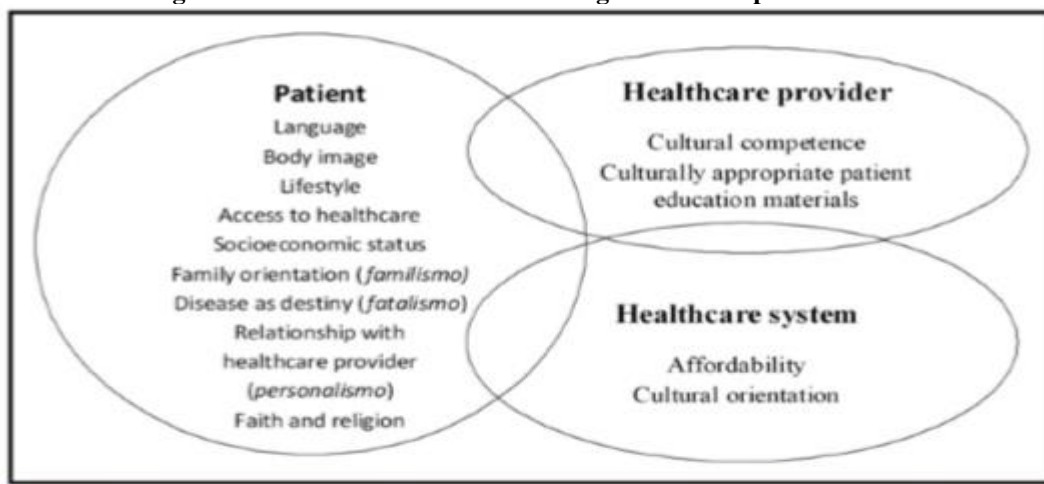 Patient
Language
Body image
Lifestyle
Access to healthcare
Socioeconomic status
Family orientation (familismo)
Disease as destiny (fatalismo)
Relationship with
healthcare provider
(personalismo)
Faith and religion
Healthcare provider
Cultural competence
Culturally appropriate patient
education materials
Healthcare system
Affordability
Cultural orientation